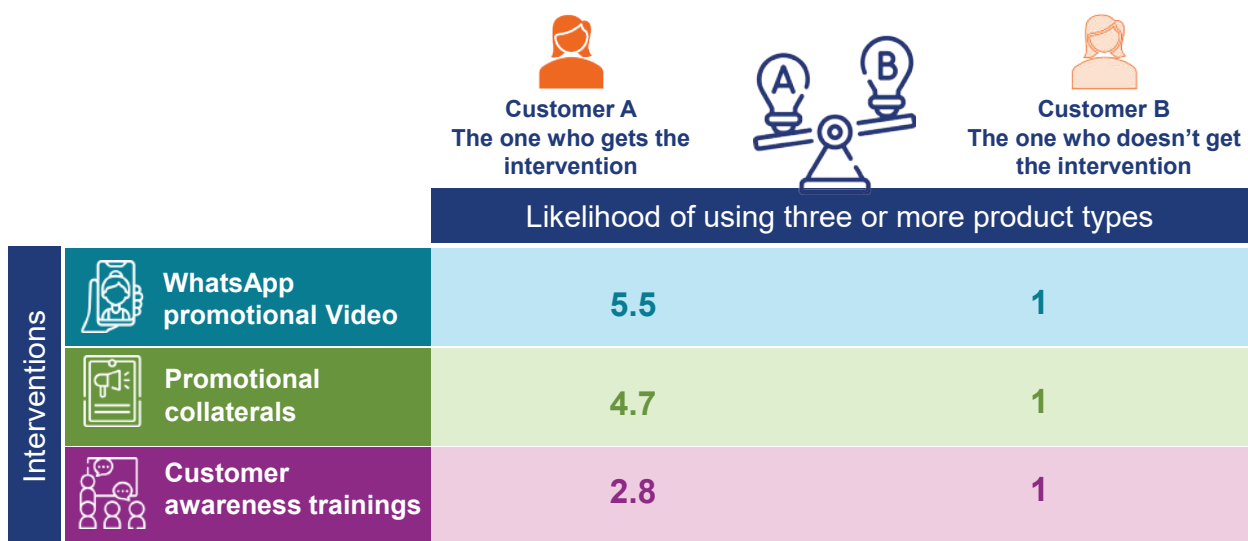 A
B
Customer A
The one who gets the
intervention
Customer B
The one who doesn’t get
the intervention
Likelihood of using three or more product types
Interventions
WhatsApp
promotional Video
5.5
1
Promotional
collaterals
4.7
1
Customer
awareness trainings
2.8
1